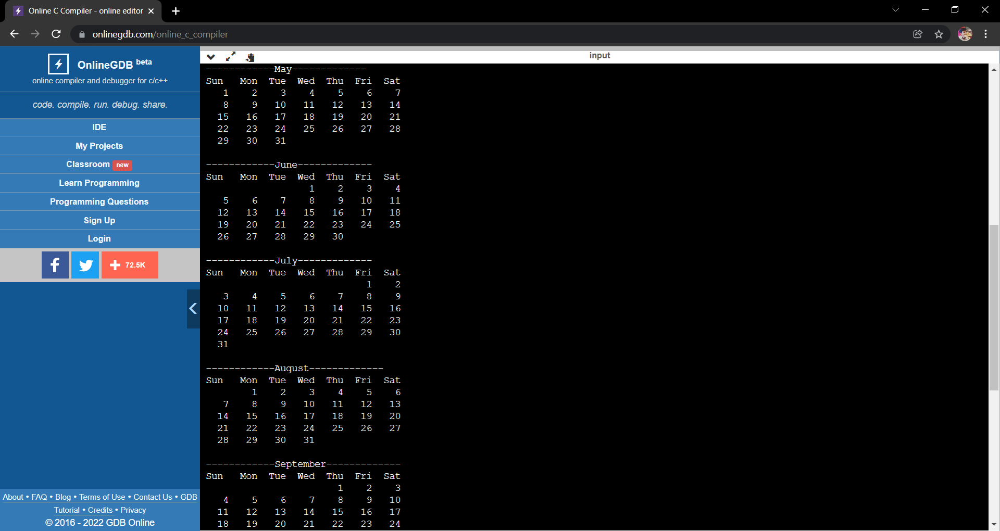 Online C Compiler - online editor
onlinegdb.com/online_c_compiler
OnlineGDB beta
online compiler and debugger for c/c++
code. compile. run. debug. share.
IDE
My Projects
Classroom new
Learn Programming
Programming Questions
Sign Up
Login
72.5K
About • FAQ • Blog • Terms of Use • Contact Us • GDB
Tutorial • Credits • Privacy
© 2016 - 2022 GDB Online
input
------------May-------------
Sun Mon Tue Wed Thu Fri Sat
1 2 3 4 5 6 7
8 9 10 11 12 13 14
15 16 17 18 19 20 21
22 23 24 25 26 27 28
29 30 31
------------June-------------
Sun Mon Tue Wed Thu Fri Sat
1 2 3 4
5 6 7 8 9 10 11
12 13 14 15 16 17 18
19 20 21 22 23 24 25
26 27 28 29 30
------------July-------------
Sun Mon Tue Wed Thu Fri Sat
1 2
3 4 5 6 7 8 9
10 11 12 13 14 15 16
17 18 19 20 21 22 23
24 25 26 27 28 29 30
31
------------August-------------
Sun Mon Tue Wed Thu Fri Sat
1 2 3 4 5 6
7 8 9 10 11 12 13
14 15 16 17 18 19 20
21 22 23 24 25 26 27
28 29 30 31
------------September-------------
Sun Mon Tue Wed Thu Fri Sat
1 2 3
4 5 6 7 8 9 10
11 12 13 14 15 16 17
18 19 20 21 22 23 24